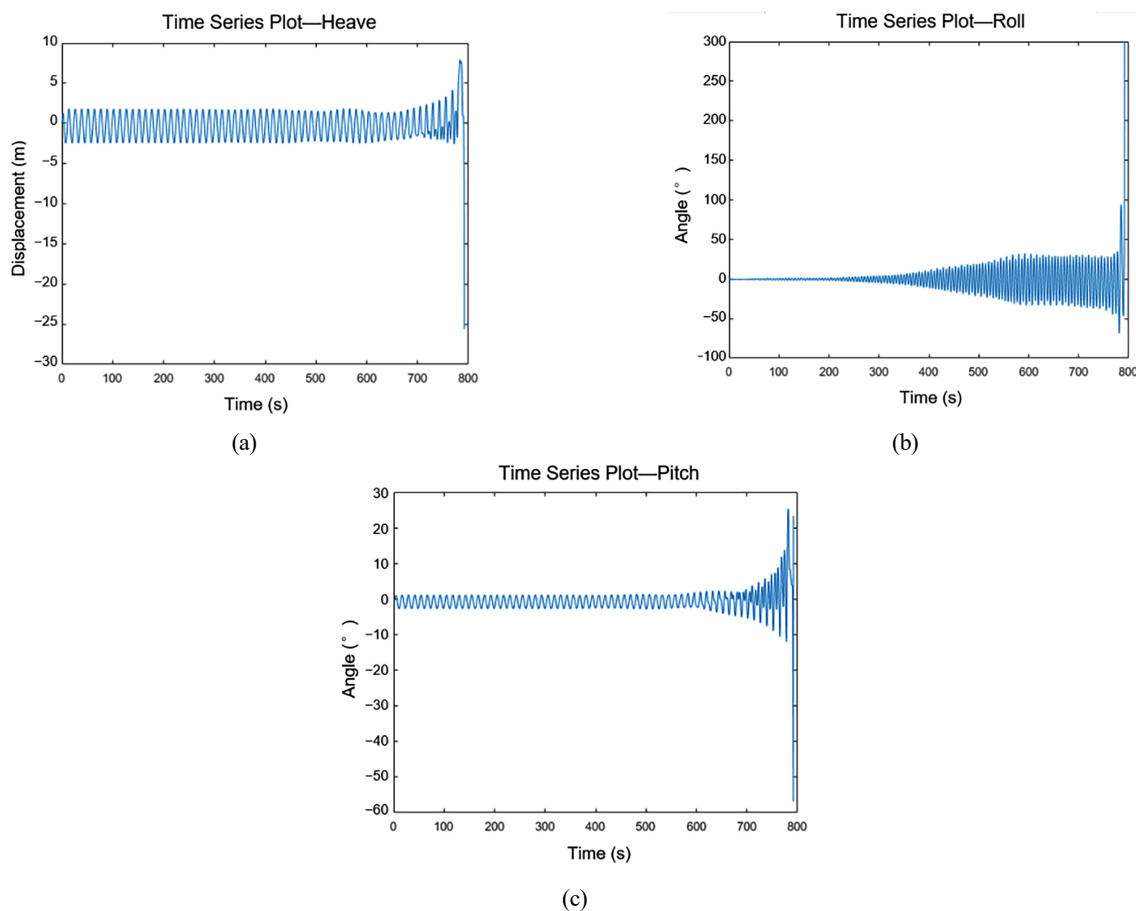 Time Series Plot—Heave
10
5
0
−5
−10
−15
−20
−25
−30
Displacement (m)
0 100 200 300 400 500 600 700 800
Time (s)
(a)
Time Series Plot—Roll
300
250
200
150
100
50
0
−50
−100
Angle (°)
0 100 200 300 400 500 600 700 800
Time (s)
(b)
Time Series Plot—Pitch
30
20
10
0
−10
−20
−30
−40
−50
−60
Angle (°)
0 100 200 300 400 500 600 700 800
Time (s)
(c)